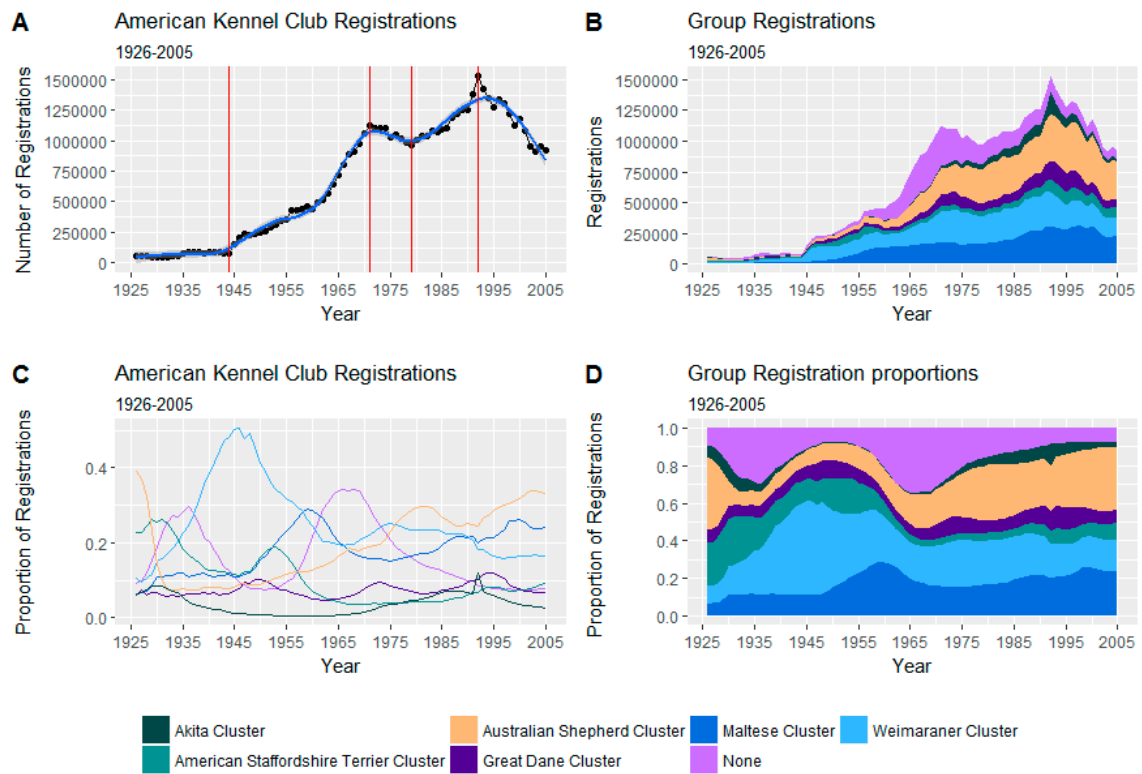 A American Kennel Club Registrations
1926-2005
Number of Registrations
1500000
1250000
1000000
750000
500000
250000
0
1925 1935 1945 1955 1965 1975 1985 1995 2005
Year
B Group Registrations
1926-2005
Registrations
1500000
1250000
1000000
750000
500000
250000
0
1925 1935 1945 1955 1965 1975 1985 1995 2005
Year
C American Kennel Club Registrations
1926-2005
Proportion of Registrations
0.4
0.2
0.0
1925 1935 1945 1955 1965 1975 1985 1995 2005
Year
D Group Registration proportions
1926-2005
Proportion of Registrations
1.0
0.8
0.6
0.4
0.2
0.0
1925 1935 1945 1955 1965 1975 1985 1995 2005
Year
Akita Cluster Australian Shepherd Cluster Maltese Cluster Weimaraner Cluster
American Staffordshire Terrier Cluster Great Dane Cluster None